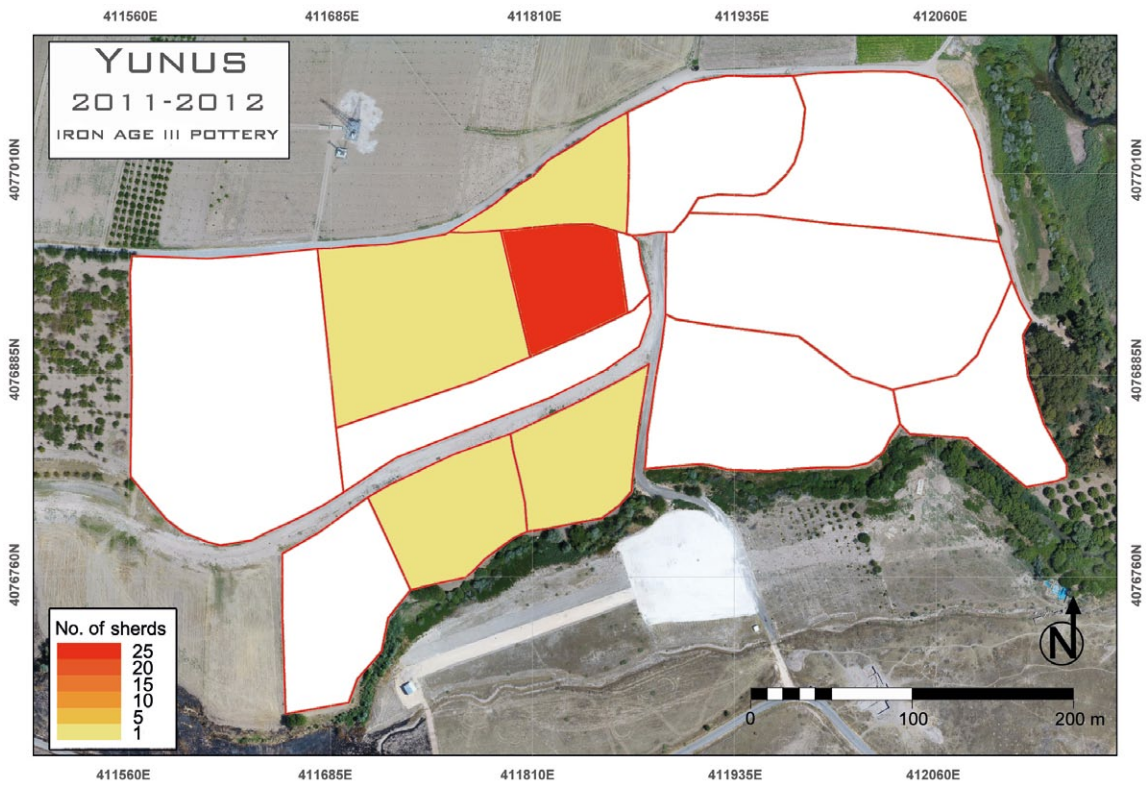 411560E 411685E 411810E 411935E 412060E
YUNUS
2011-2012
IRON AGE III POTTERY
4077010N 4077010N
4076885N 4076885N
4076760N 4076760N
No. of sherds
25
20
15
10
5
1
N
0 100 200 m
411560E 411685E 411810E 411935E 412060E